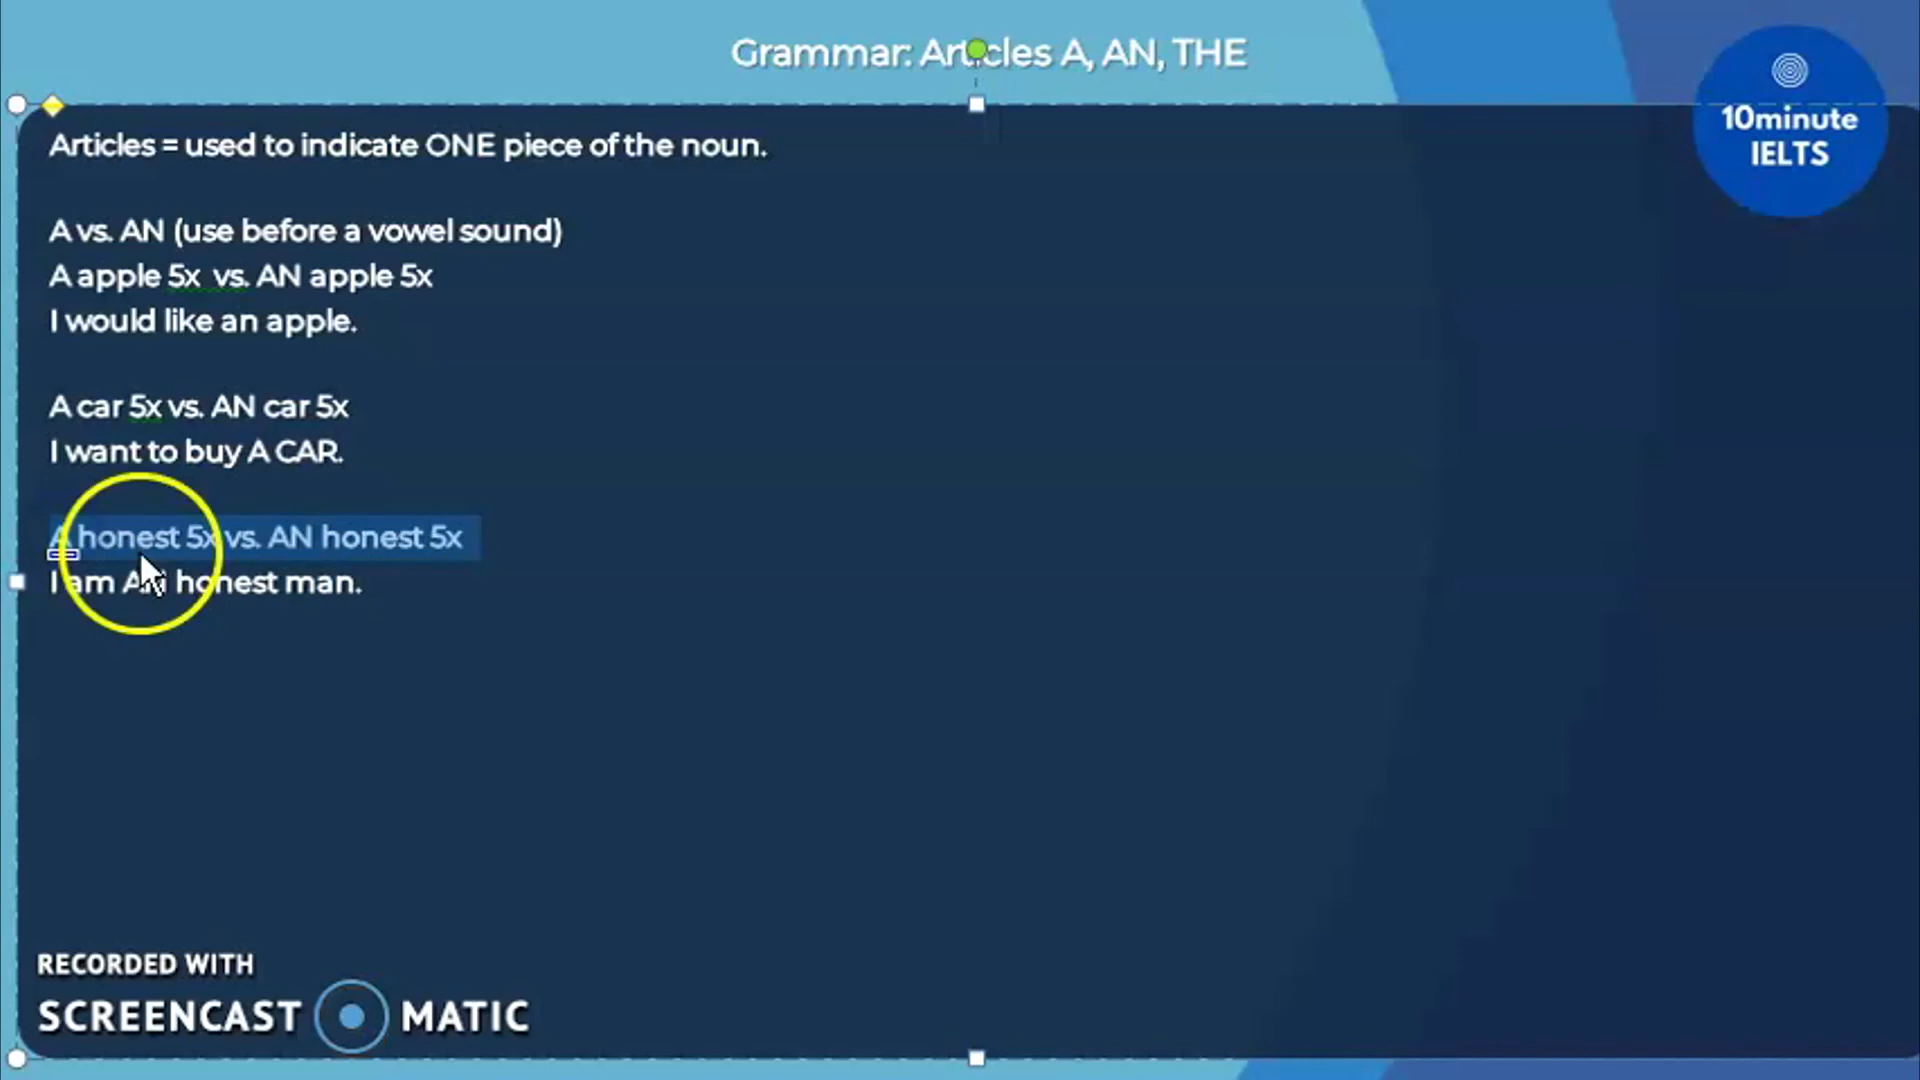 Grammar: Articles A, AN, THE
10minute
IELTS
Articles = used to indicate ONE piece of the noun.
A vs. AN (use before a vowel sound)
A apple 5x vs. AN apple 5x
I would like an apple.
A car 5x vs. AN car 5x
I want to buy A CAR.
A honest 5x vs. AN honest 5x
I am AN honest man.
RECORDED WITH
SCREENCAST MATIC